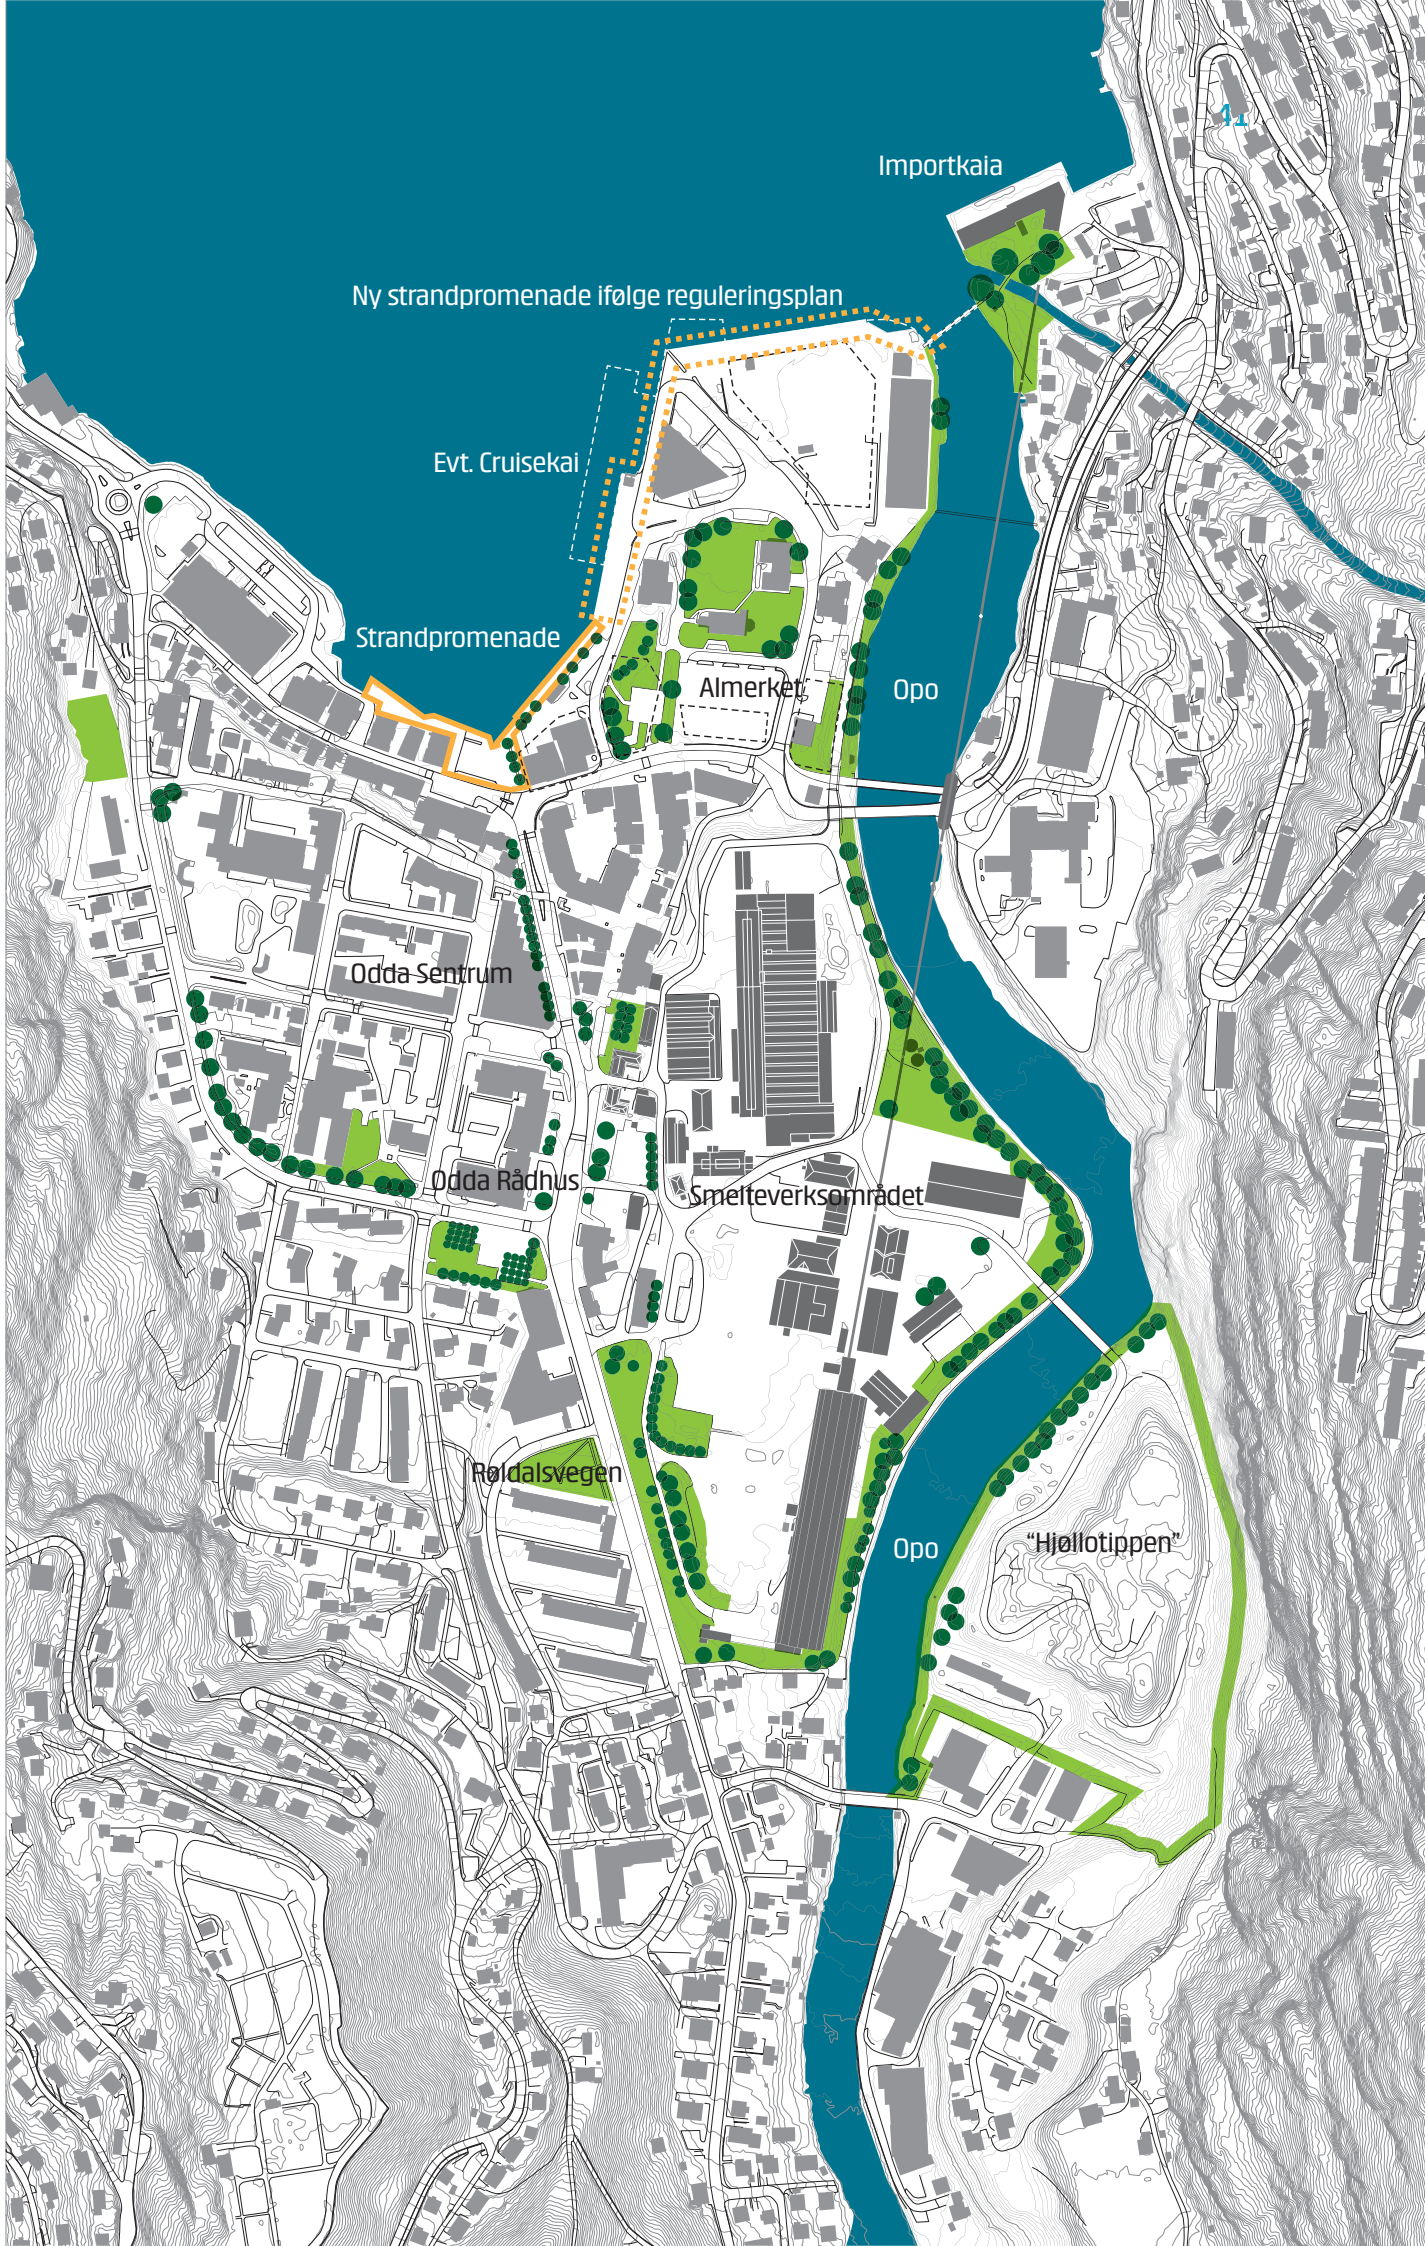 41
Importkaia
Ny strandpromenade ifølge reguleringsplan
Evt. Cruisekai
Strandpromenade
Almerket
Opo
Odda Sentrum
Odda Rådhus
Smelteverksområdet
Røldalsvegen
Opo
“Hjøllotippen”